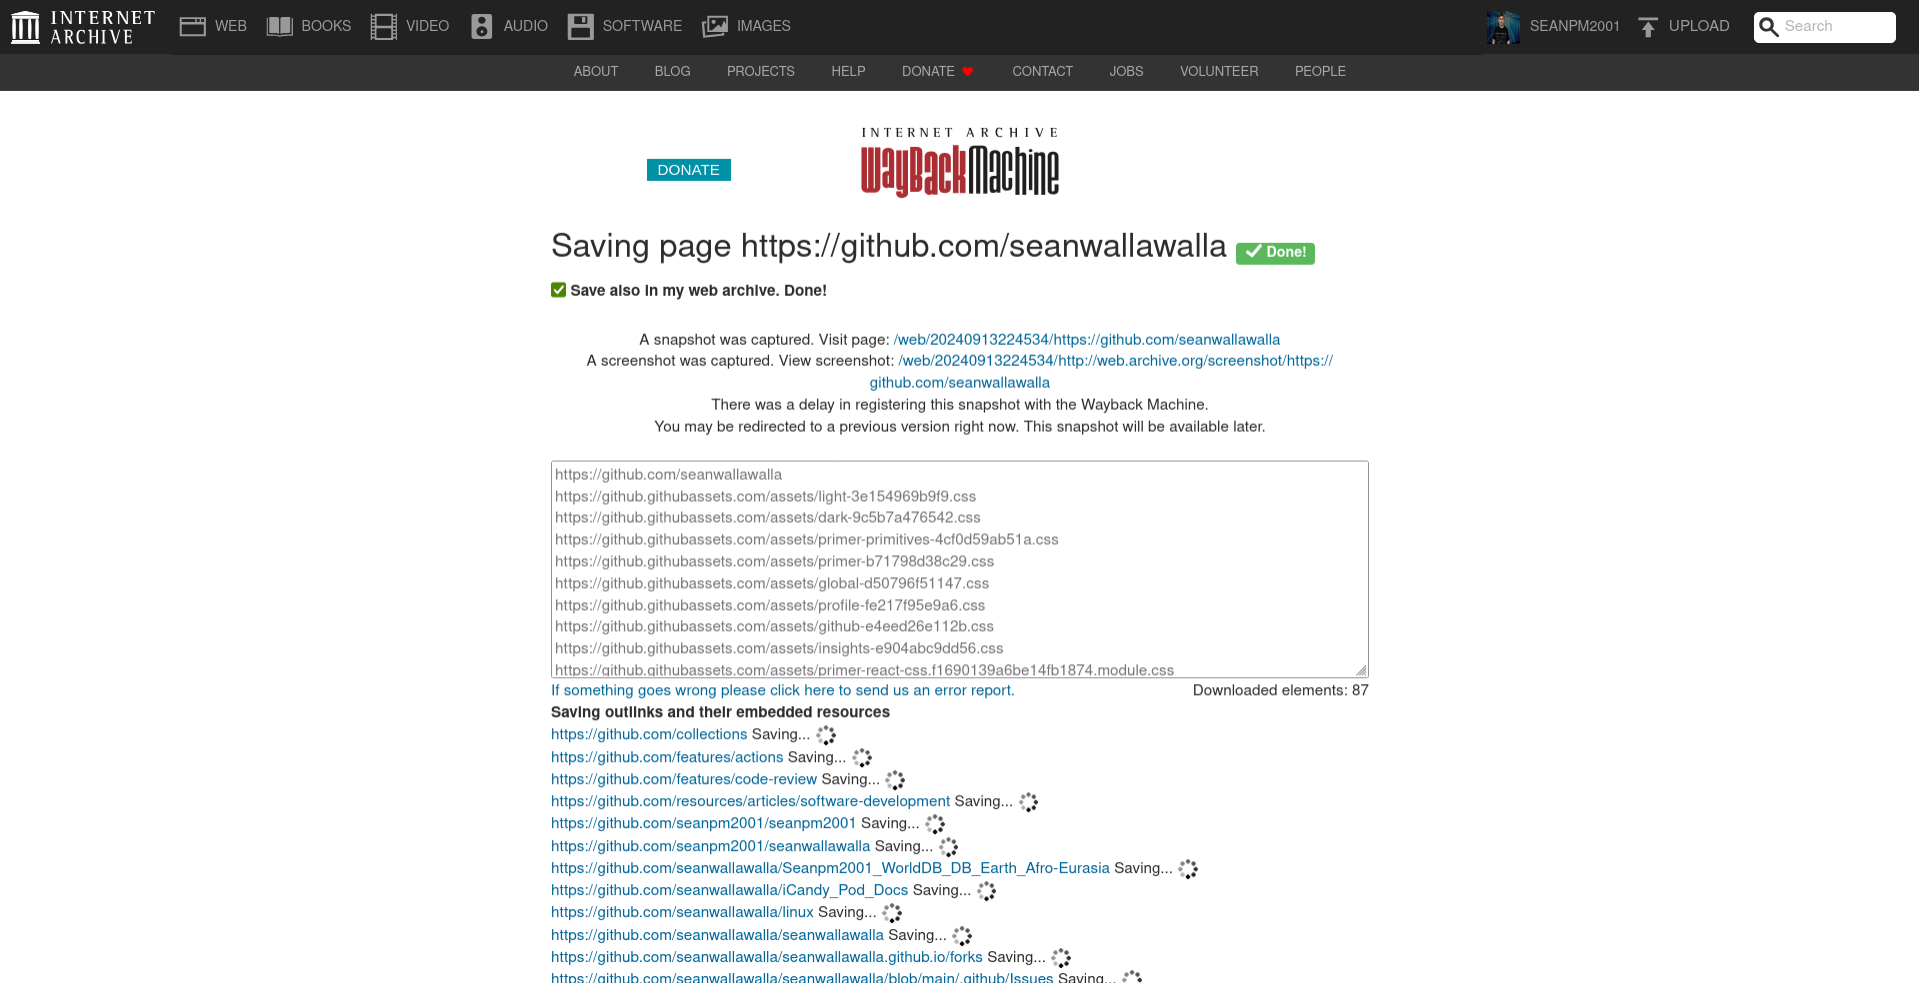 INTERNET ARCHIVE
WEB BOOKS VIDEO AUDIO SOFTWARE IMAGES SEANPM2001 UPLOAD Search
ABOUT BLOG PROJECTS HELP DONATE CONTACT JOBS VOLUNTEER PEOPLE
INTERNET ARCHIVE
DONATE
WayBackMachine
Saving page https://github.com/seanwallawalla Done!
Save also in my web archive. Done!
A snapshot was captured. Visit page: /web/20240913224534/https://github.com/seanwallawalla
A screenshot was captured. View screenshot: /web/20240913224534/http://web.archive.org/screenshot/https://
github.com/seanwallawalla
There was a delay in registering this snapshot with the Wayback Machine.
You may be redirected to a previous version right now. This snapshot will be available later.
https://github.com/seanwallawalla
https://github.githubassets.com/assets/light-3e154969b9f9.css
https://github.githubassets.com/assets/dark-9c5b7a476542.css
https://github.githubassets.com/assets/primer-primitives-4cf0d59ab51a.css
https://github.githubassets.com/assets/primer-b71798d38c29.css
https://github.githubassets.com/assets/global-d50796f51147.css
https://github.githubassets.com/assets/profile-fe217f95e9a6.css
https://github.githubassets.com/assets/github-e4eed26e112b.css
https://github.githubassets.com/assets/insights-e904abc9dd56.css
https://github.githubassets.com/assets/primer-react-css.f1690139a6be14fb1874.module.css
If something goes wrong please click here to send us an error report. Downloaded elements: 87
Saving outlinks and their embedded resources
https://github.com/collections Saving...
https://github.com/features/actions Saving...
https://github.com/features/code-review Saving...
https://github.com/resources/articles/software-development Saving...
https://github.com/seanpm2001/seanpm2001 Saving...
https://github.com/seanpm2001/seanwallawalla Saving...
https://github.com/seanwallawalla/Seanpm2001_WorldDB_DB_Earth_Afro-Eurasia Saving...
https://github.com/seanwallawalla/iCandy_Pod_Docs Saving...
https://github.com/seanwallawalla/linux Saving...
https://github.com/seanwallawalla/seanwallawalla Saving...
https://github.com/seanwallawalla/seanwallawalla.github.io/forks Saving...
https://github.com/seanwallawalla/seanwallawalla/blob/main/.github/Issues Saving...